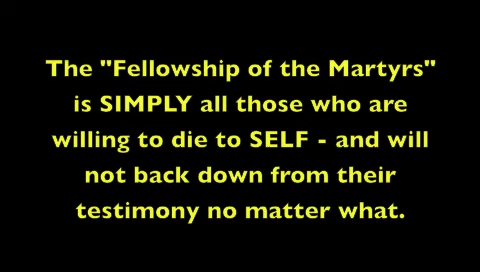 The "Fellowship of the Martyrs"
is SIMPLY all those who are
willing to die to SELF - and will
not back down from their
testimony no matter what.